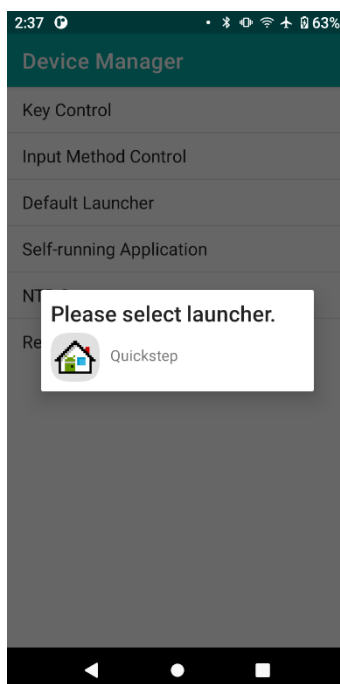 2:37 63%
Device Manager
Key Control
Input Method Control
Default Launcher
Self-running Application
Please select launcher.
Quickstep